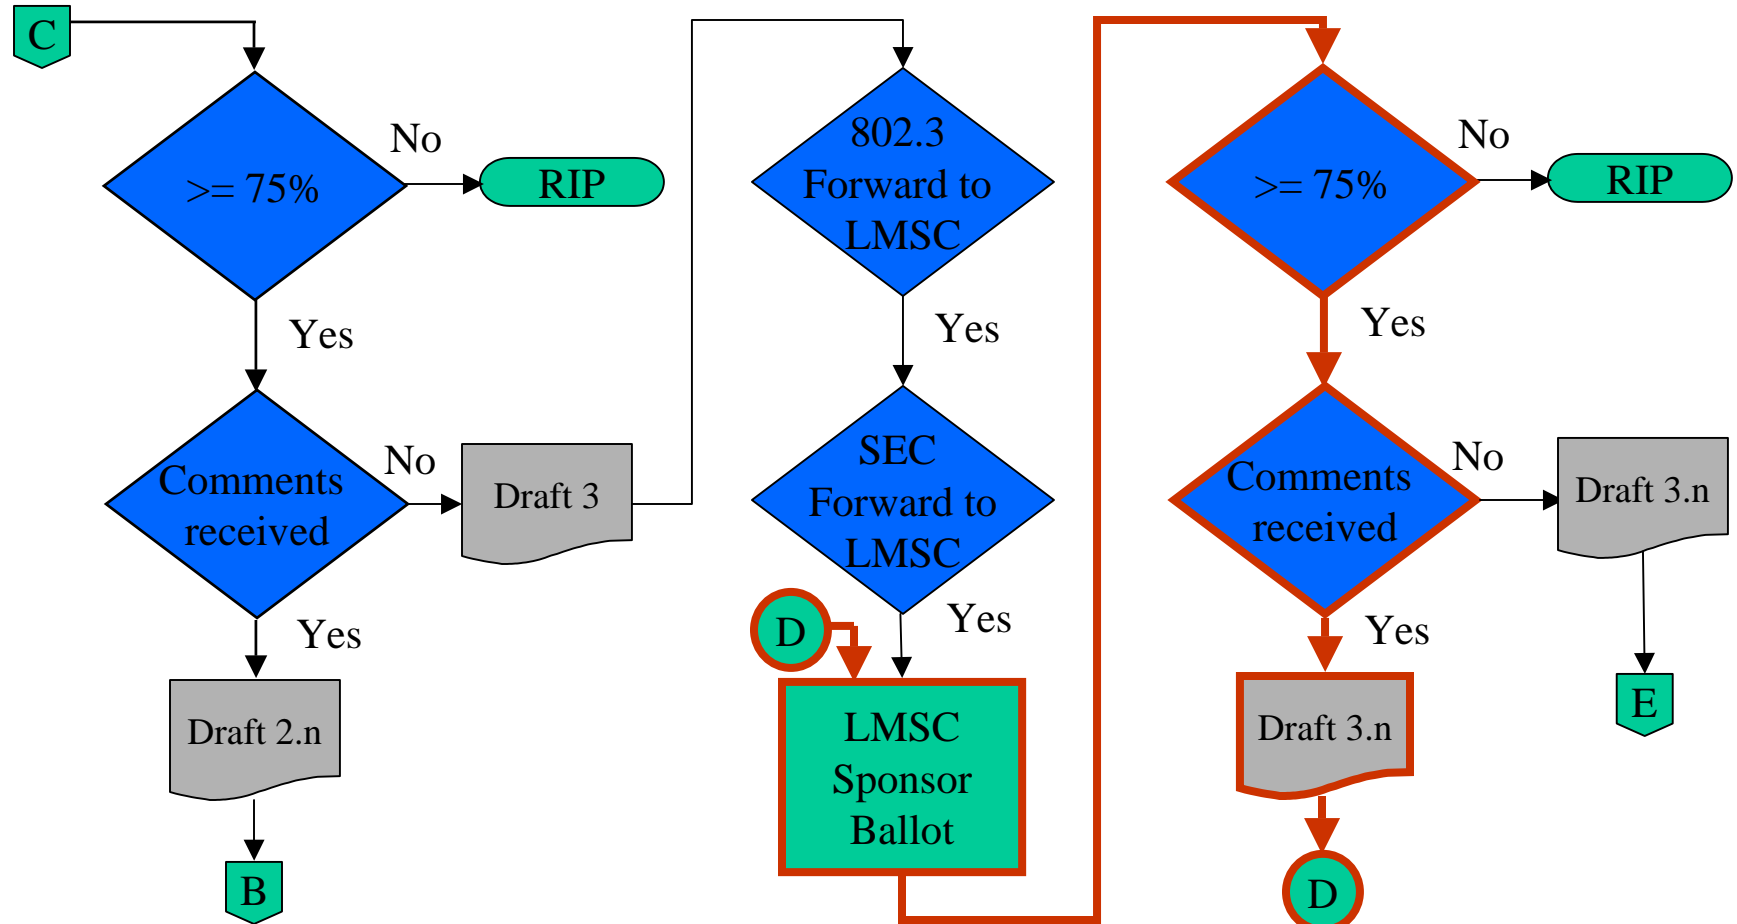 C
>= 75%
No
RIP
Yes
Comments
received
No
Draft 3
Yes
Draft 2.n
B
802.3
Forward to
LMSC
Yes
SEC
Forward to
LMSC
Yes
D
LMSC
Sponsor
Ballot
>= 75%
No
RIP
Yes
Comments
received
No
Draft 3.n
E
Yes
Draft 3.n
D